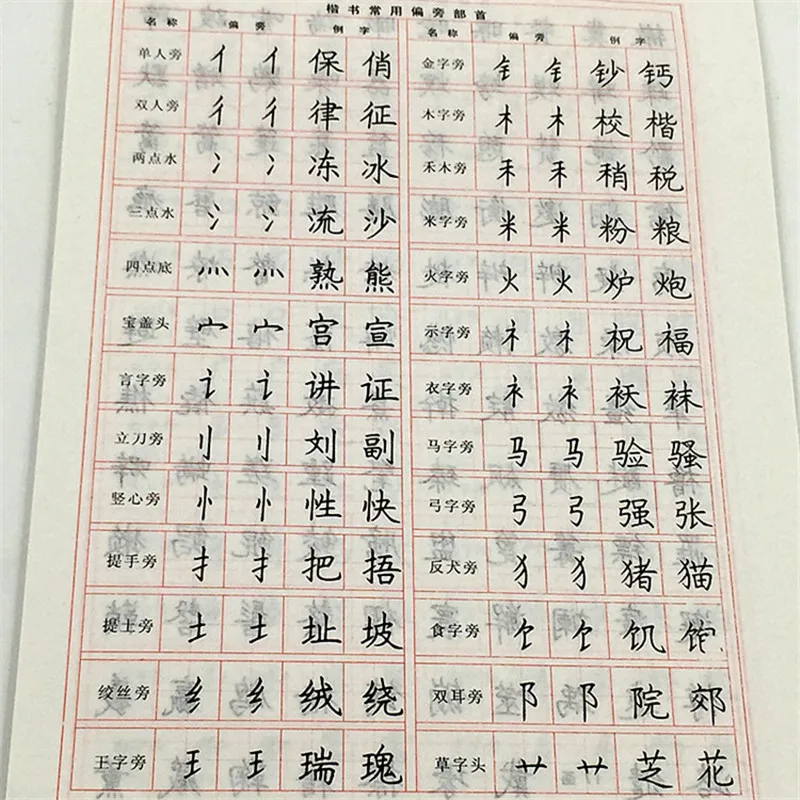 楷书常用偏旁部首
名称 偏旁 例字 名称 偏旁 例字
单人旁 亻 亻 保 俏 金字旁 钅 钅 钞 钙
双人旁 彳 彳 律 征 木字旁 木 木 校 楷
两点水 冫 冫 冻 冰 禾木旁 禾 禾 稍 税
三点水 氵 氵 流 沙 米字旁 米 米 粉 粮
四点底 灬 灬 熟 熊 火字旁 火 火 炉 炮
宝盖头 宀 宀 宫 宣 示字旁 礻 礻 祝 福
言字旁 讠 讠 讲 证 衣字旁 衤 衤 袄 袜
立刀旁 刂 刂 刘 副 马字旁 马 马 验 骚
竖心旁 忄 忄 性 快 弓字旁 弓 弓 强 张
提手旁 扌 扌 把 捂 反犬旁 犭 犭 猪 猫
提土旁 土 土 址 坡 食字旁 饣 饣 饥
绞丝旁 纟 纟 绒 绕 双耳旁 阝 阝 院 郊
王字旁 王 王 瑞 瑰 草字头 艹 艹 芝 花